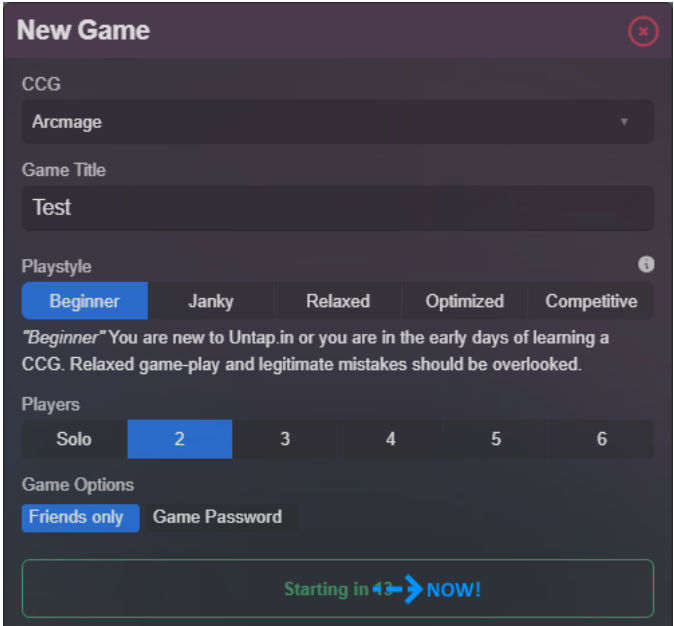 New Game
CCG
Arcmage
Game Title
Test
Playstyle
Beginner Janky Relaxed Optimized Competitive
"Beginner" You are new to Untap.in or you are in the early days of learning a
CCG. Relaxed game-play and legitimate mistakes should be overlooked.
Players
Solo 2 3 4 5 6
Game Options
Friends only Game Password
Starting in 43 NOW!